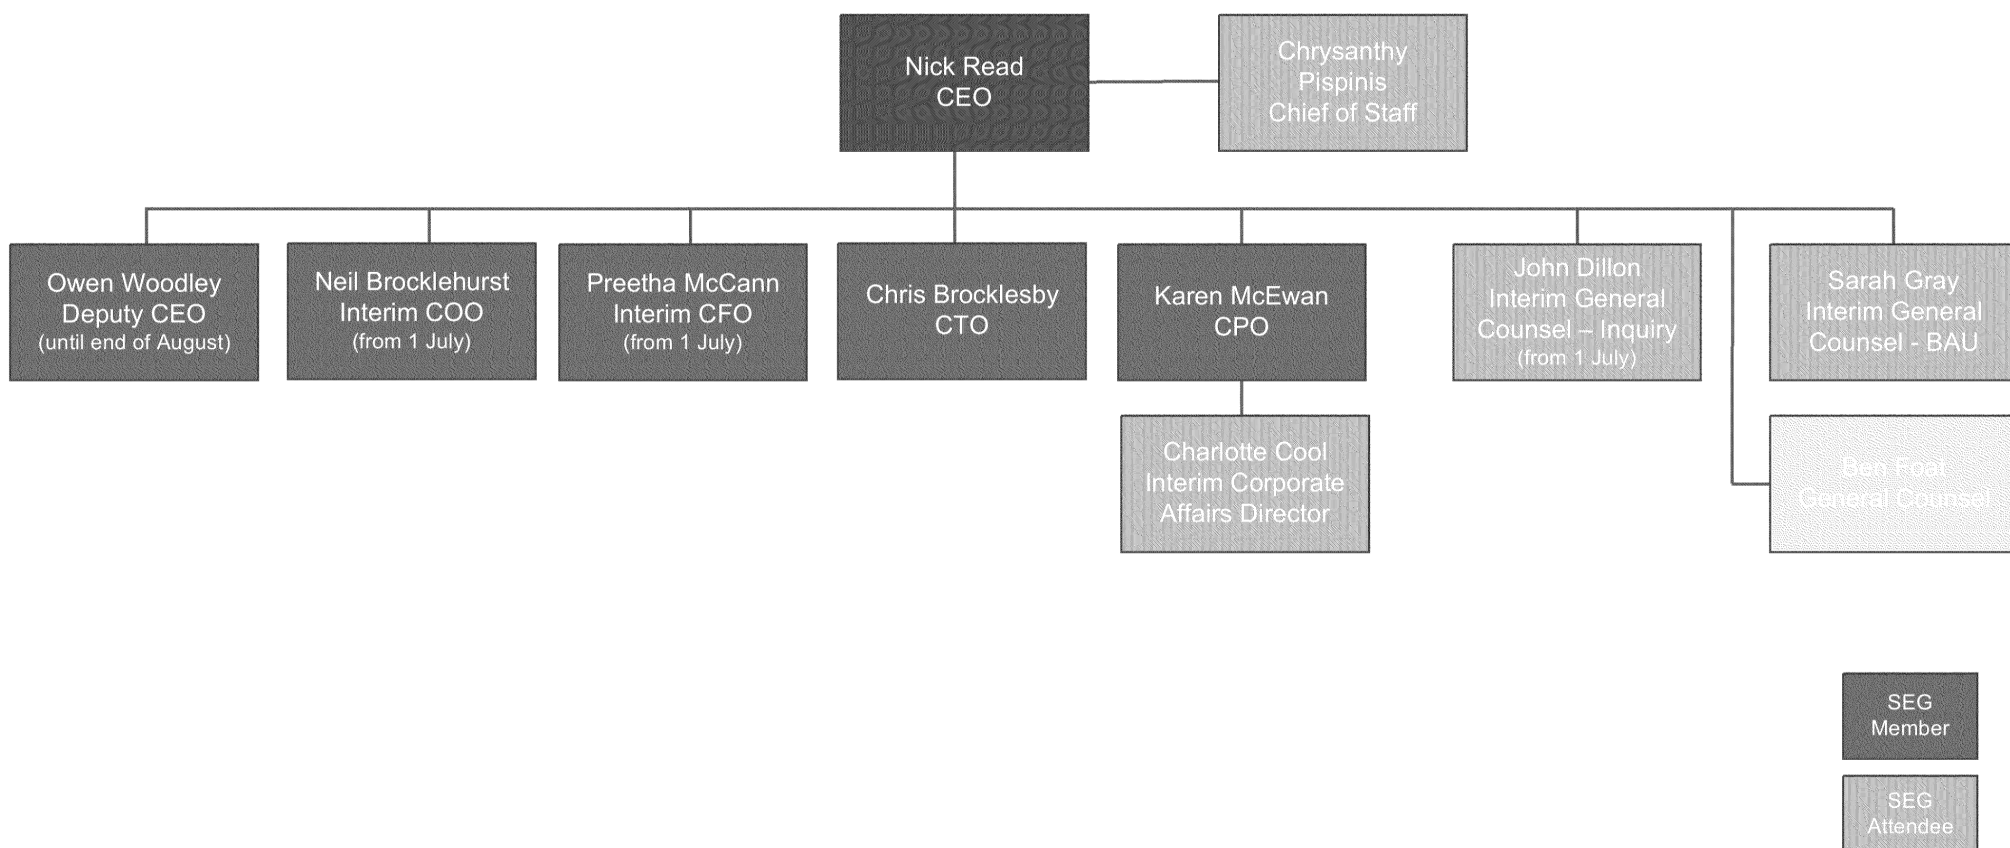 Nick Read
CEO
Chrysanthy
Pispinis
Chief of Staff
Owen Woodley
Deputy CEO
(until end of August)
Neil Brocklehurst
Interim COO
(from 1 July)
Preetha McCann
Interim CFO
(from 1 July)
Chris Brocklesby
CTO
Karen McEwan
CPO
John Dillon
Interim General
Counsel – Inquiry
(from 1 July)
Sarah Gray
Interim General
Counsel - BAU
Charlotte Cool
Interim Corporate
Affairs Director
Ben Foat
General Counsel
SEG
Member
SEG
Attendee